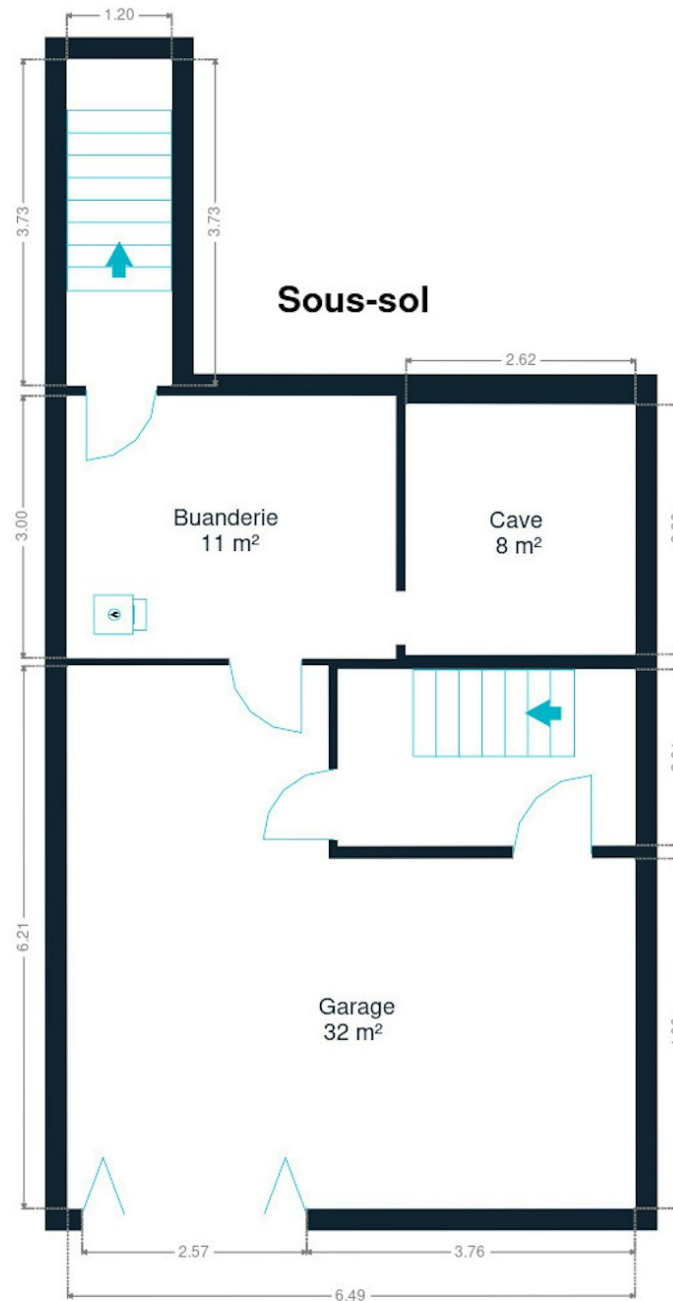 1.20
3.73
3.73
Sous-sol
2.62
3.00
Buanderie
11 m²
Cave
8 m²
6.21
Garage
32 m²
2.57
3.76
6.49